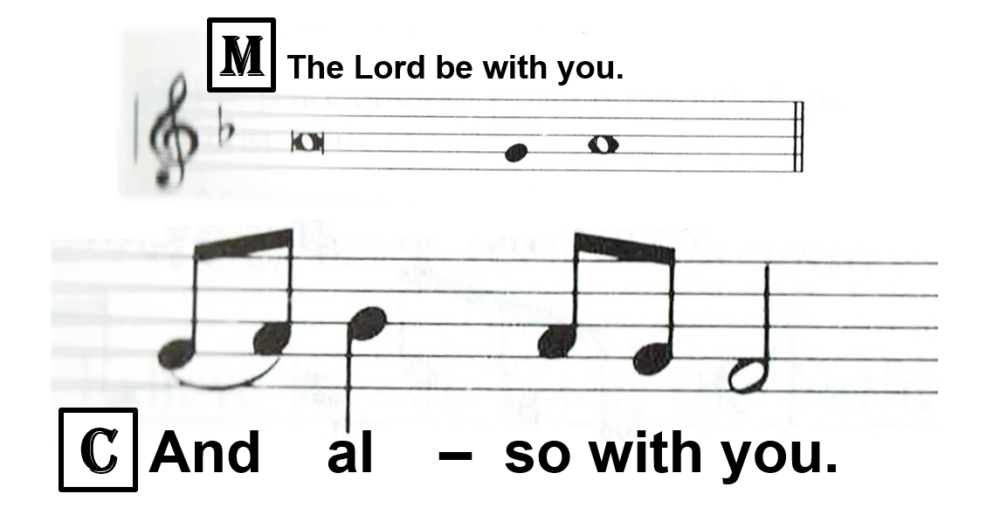 M The Lord be with you.
C And al – so with you.